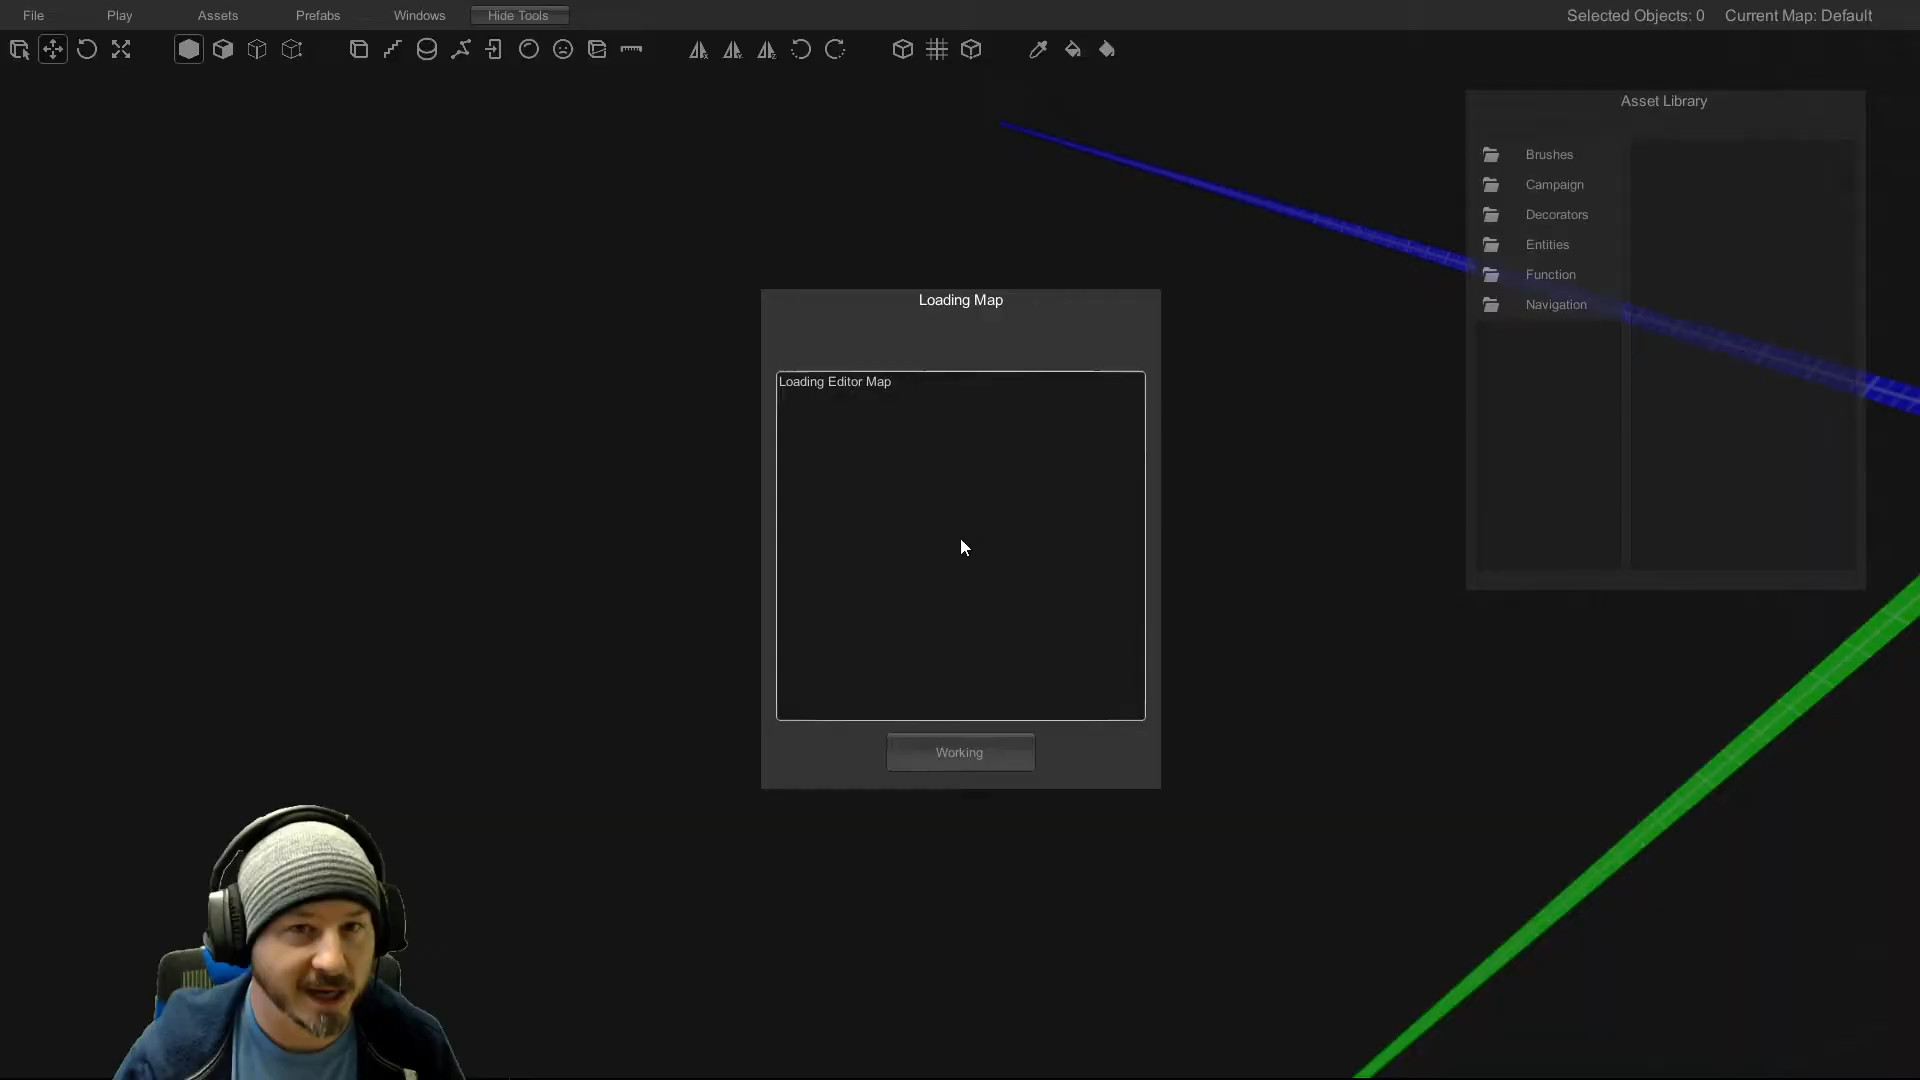 File Play Assets Prefabs Windows Hide Tools Selected Objects: 0 Current Map: Default
Asset Library
Brushes
Campaign
Decorators
Entities
Function
Navigation
Loading Map
Loading Editor Map
Working